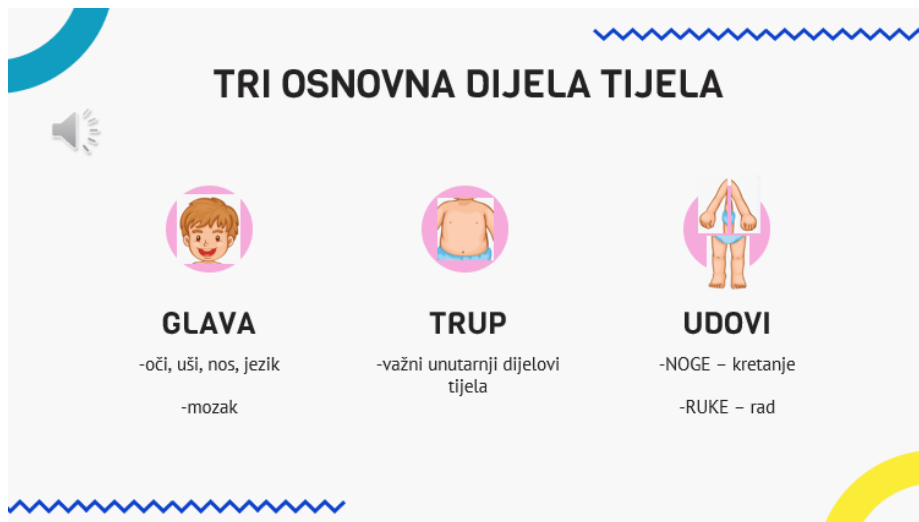 TRI OSNOVNA DIJELA TIJELA
GLAVA
-oči, uši, nos, jezik
-mozak
TRUP
-važni unutarnji dijelovi
tijela
UDOVI
-NOGE – kretanje
-RUKE – rad